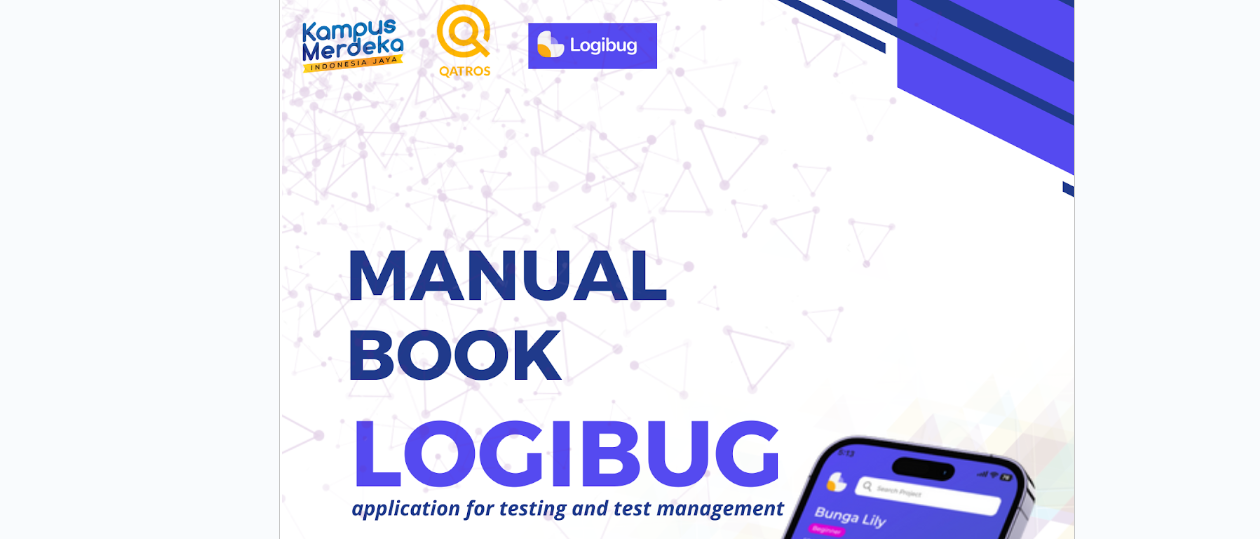 Kampus
Merdeka
INDONESIA JAYA
QATROS
Logibug
MANUAL
BOOK
LOGIBUG
application for testing and test management
5:13
Search Project
Bunga Lily
Beginner